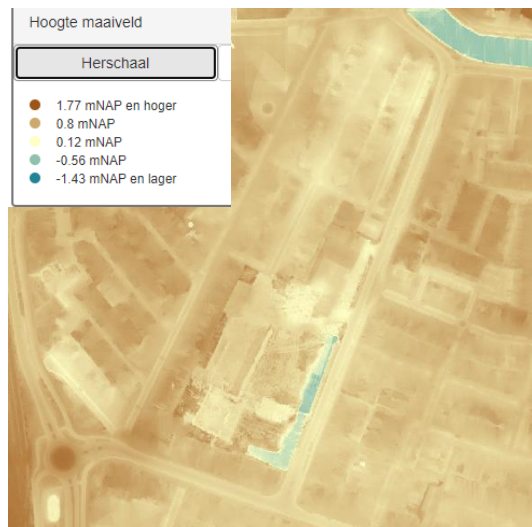 Hoogte maaiveld
Herschaal
1.77 mNAP en hoger
0.8 mNAP
0.12 mNAP
-0.56 mNAP
-1.43 mNAP en lager